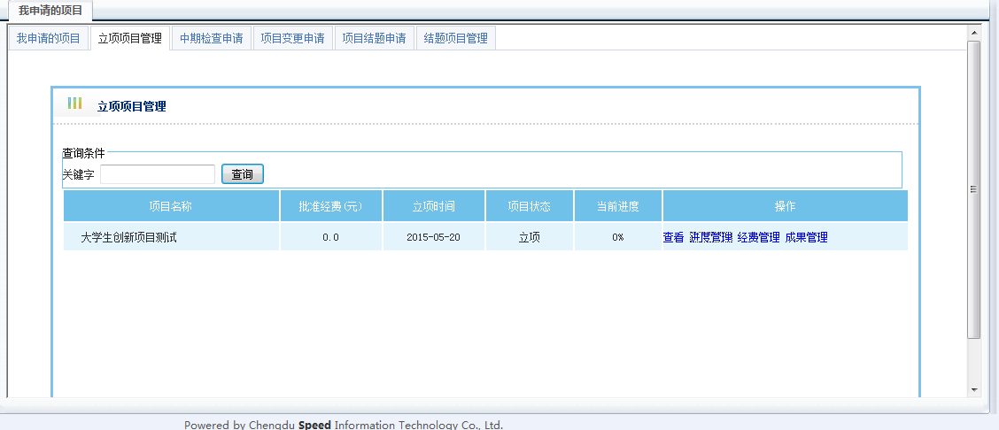 我申请的项目
我申请的项目 立项项目管理 中期检查申请 项目变更申请 项目结题申请 结题项目管理
立项项目管理
查询条件
关键字 查询
项目名称 批准经费(元) 立项时间 项目状态 当前进度 操作
大学生创新项目测试 0.0 2015-05-20 立项 0% 查看 进度管理 经费管理 成果管理
Powered by Chengdu Speed Information Technology Co., Ltd.